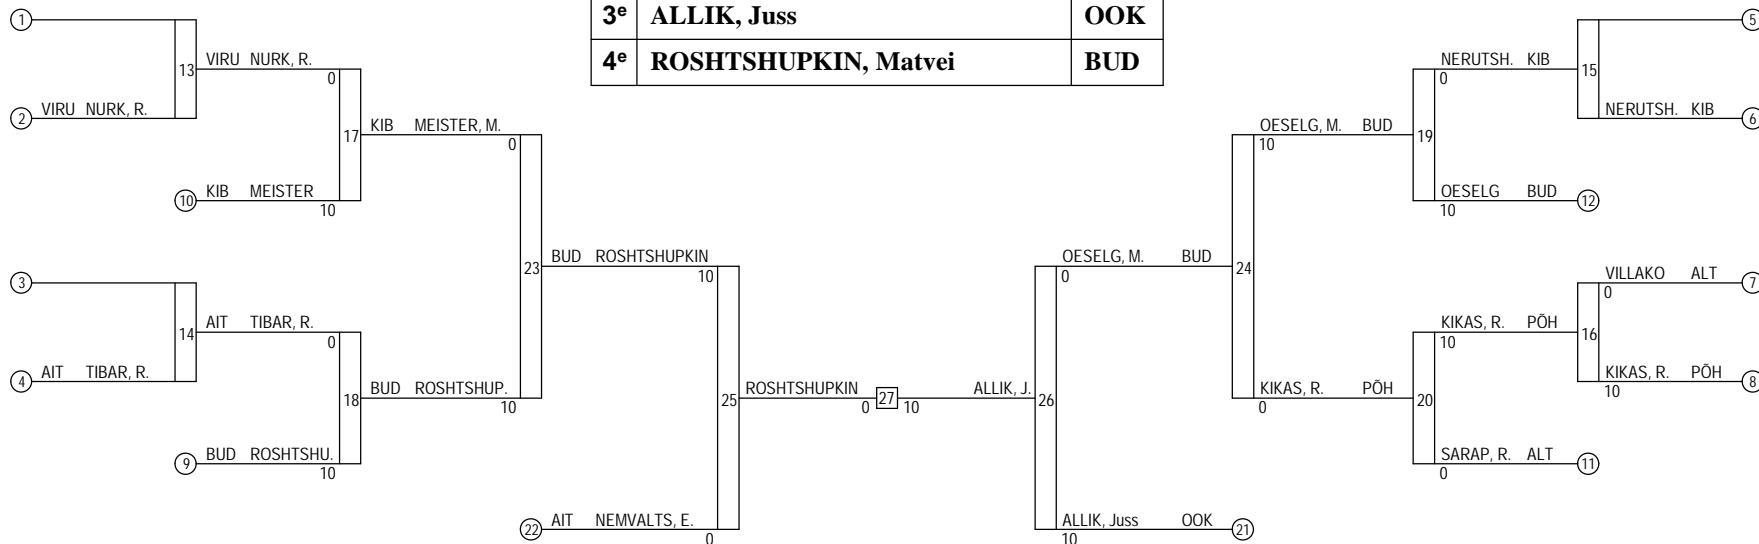 3e ALLIK, Juss OOK
4e ROSHTSHUPKIN, Matvei BUD
1
13
VIRU NURK, R.
0
2
VIRU NURK, R.
17
KIB MEISTER, M.
0
10
KIB MEISTER
10
23
BUD ROSHTSHUPKIN
10
3
14
AIT TIBAR, R.
0
4
AIT TIBAR, R.
18
BUD ROSHTSHUP.
10
9
BUD ROSHTSHU.
10
25
ROSHTSHUPKIN
0
27
10
ALLIK, J.
26
22
AIT NEMVALTS, E.
0
ALLIK, Juss OOK
10
21
OESELG, M. BUD
0
24
OESELG, M. BUD
10
19
NERUTSH. KIB
0
15
5
NERUTSH. KIB
6
OESELG BUD
10
12
KIKAS, R. PÕH
0
20
KIKAS, R. PÕH
10
16
VILLAKO ALT
0
7
KIKAS, R. PÕH
10
8
SARAP, R. ALT
0
11